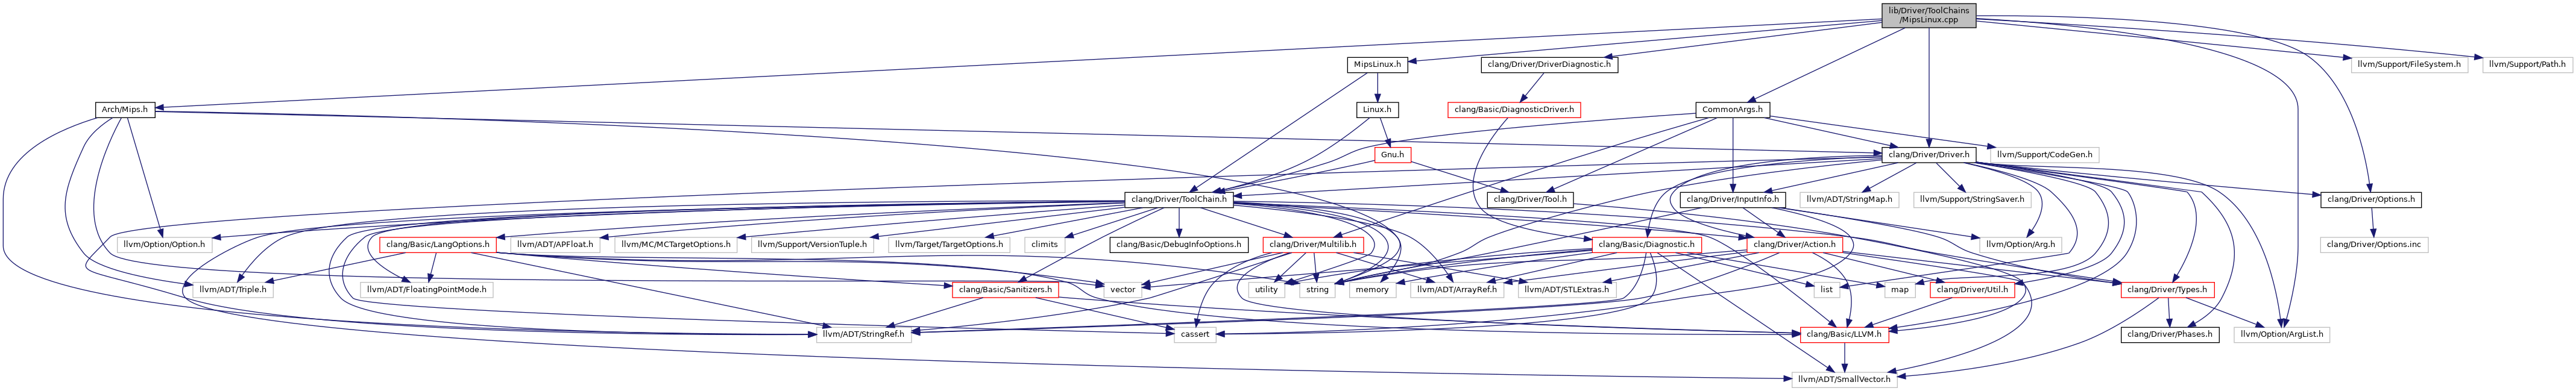 lib/Driver/ToolChains
/MipsLinux.cpp
MipsLinux.h
clang/Driver/DriverDiagnostic.h
llvm/Support/FileSystem.h
llvm/Support/Path.h
Arch/Mips.h
Linux.h
clang/Basic/DiagnosticDriver.h
CommonArgs.h
Gnu.h
clang/Driver/Driver.h
llvm/Support/CodeGen.h
clang/Driver/ToolChain.h
clang/Driver/Tool.h
clang/Driver/InputInfo.h
llvm/ADT/StringMap.h
llvm/Support/StringSaver.h
clang/Driver/Options.h
llvm/Option/Option.h
clang/Basic/LangOptions.h
llvm/ADT/APFloat.h
llvm/MC/MCTargetOptions.h
llvm/Support/VersionTuple.h
llvm/Target/TargetOptions.h
climits
clang/Basic/DebugInfoOptions.h
clang/Driver/Multilib.h
clang/Basic/Diagnostic.h
clang/Driver/Action.h
llvm/Option/Arg.h
clang/Driver/Options.inc
llvm/ADT/Triple.h
llvm/ADT/FloatingPointMode.h
clang/Basic/Sanitizers.h
vector
utility
string
memory
llvm/ADT/ArrayRef.h
llvm/ADT/STLExtras.h
list
map
clang/Driver/Util.h
clang/Driver/Types.h
llvm/ADT/StringRef.h
cassert
clang/Basic/LLVM.h
clang/Driver/Phases.h
llvm/Option/ArgList.h
llvm/ADT/SmallVector.h